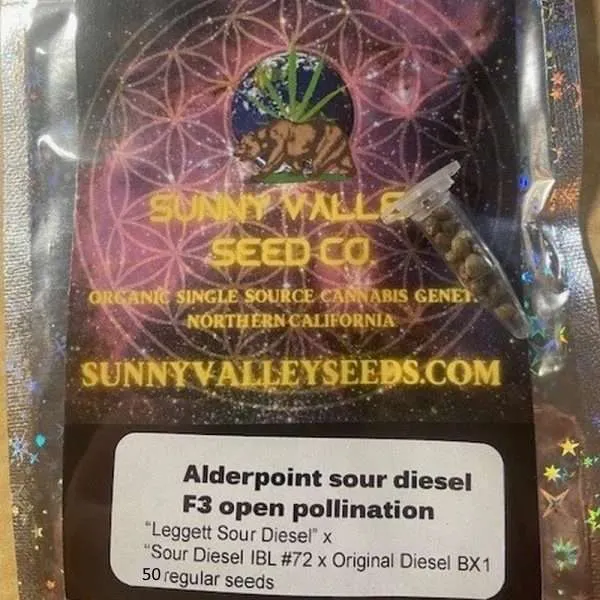 SUNNY VALLE
SEED CO.
ORGANIC SINGLE SOURCE CANNABIS GENET
NORTHERN CALIFORNIA
SUNNYVALLEYSEEDS.COM
Alderpoint sour diesel
F3 open pollination
"Leggett Sour Diesel" x
"Sour Diesel IBL #72 x Original Diesel BX1
50 regular seeds